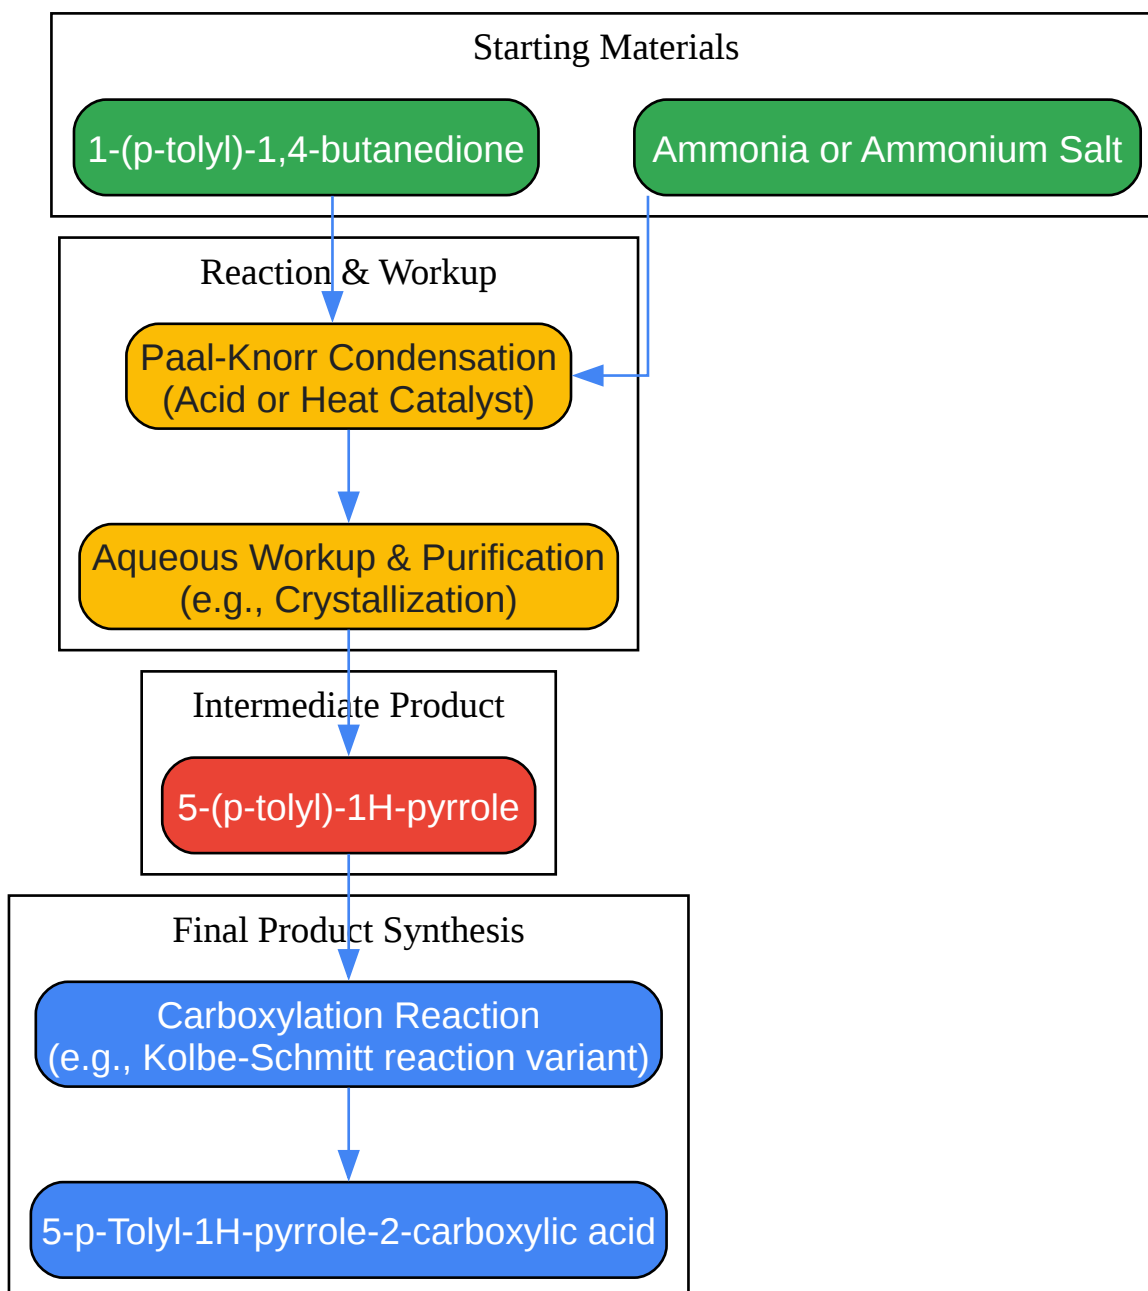 Starting Materials
1-(p-tolyl)-1,4-butanedione
Ammonia or Ammonium Salt
Reaction & Workup
Paal-Knorr Condensation
(Acid or Heat Catalyst)
Aqueous Workup & Purification
(e.g., Crystallization)
Intermediate Product
5-(p-tolyl)-1H-pyrrole
Final Product Synthesis
Carboxylation Reaction
(e.g., Kolbe-Schmitt reaction variant)
5-p-Tolyl-1H-pyrrole-2-carboxylic acid